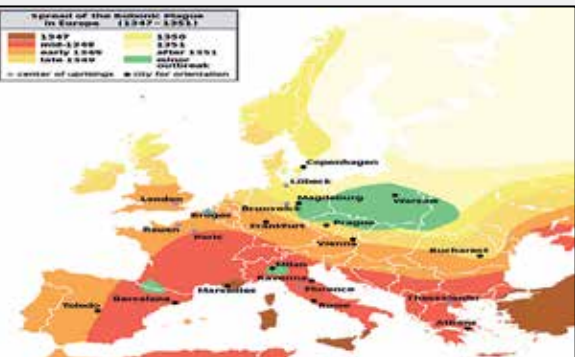 Spread of the Bubonic Plague
in Europe (1347-1351)
1347
mid-1348
early 1349
late 1349
1350
1351
after 1351
minor
outbreak
center of uprisings
city for orientation
Copenhagen
Lübeck
London
Magdeburg
Warsaw
Bruges
Brunswick
Rouen
Frankfurt
Prague
Paris
Vienna
Bucharest
Milan
Ravenna
Marseilles
Florence
Toledo
Barcelona
Rome
Thessaloniki
Athens